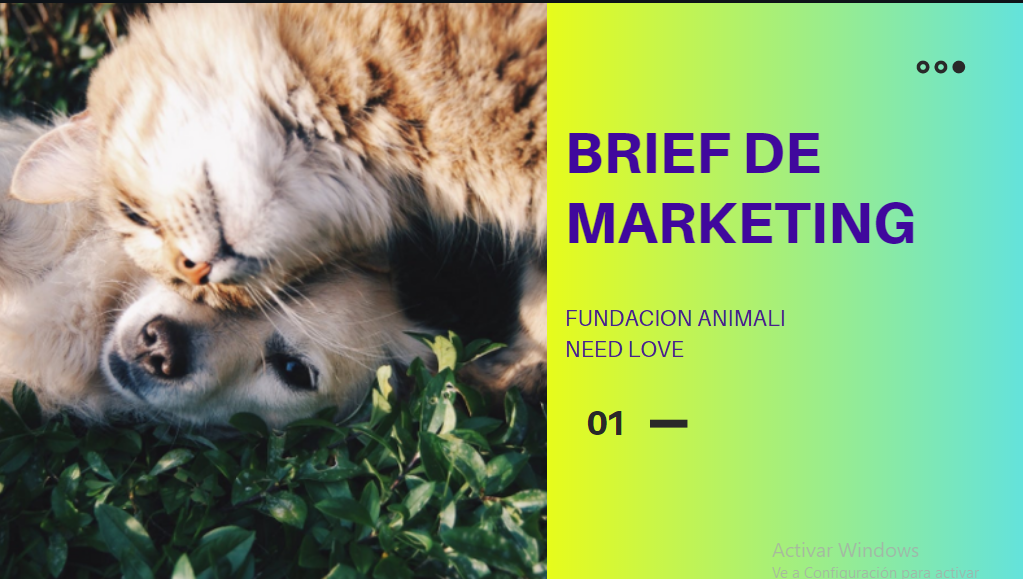 BRIEF DE
MARKETING
FUNDACION ANIMALI
NEED LOVE
01
Activar Windows
Ve a Configuración para activar